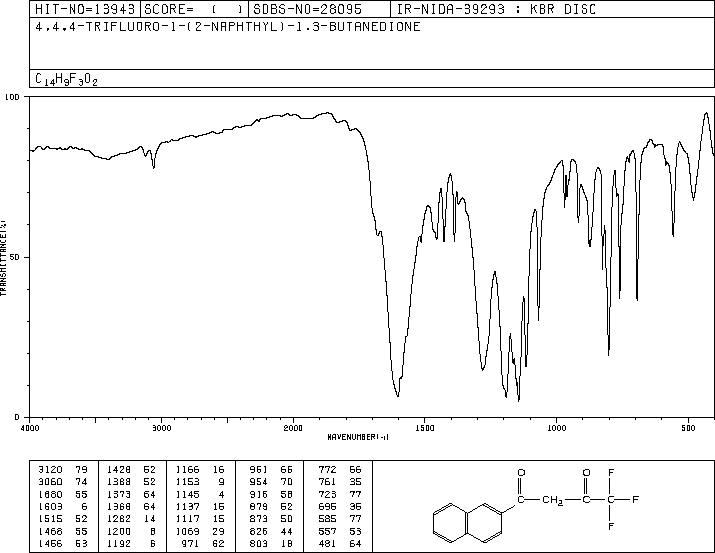 HIT-NO=13943 SCORE= ( ) SDBS-NO=28095 IR-NIDA-39293 : KBR DISC
4,4,4-TRIFLUORO-1-(2-NAPHTHYL)-1,3-BUTANEDIONE
C14H9F3O2
100
50
0
TRANSMITTANCE(%)
4000 3000 2000 1500 1000 500
WAVENUMBER(-1)
3120 79 1428 52 1166 16 961 66 772 66
3060 74 1388 52 1153 9 954 70 761 35
1680 55 1373 64 1145 4 916 58 723 77
1603 6 1368 64 1137 15 879 52 695 35
1515 52 1282 14 1117 15 873 50 585 77
1468 55 1200 8 1069 29 826 44 557 53
1456 53 1192 6 971 62 803 18 481 64
O O F
C CH2 C C F
F